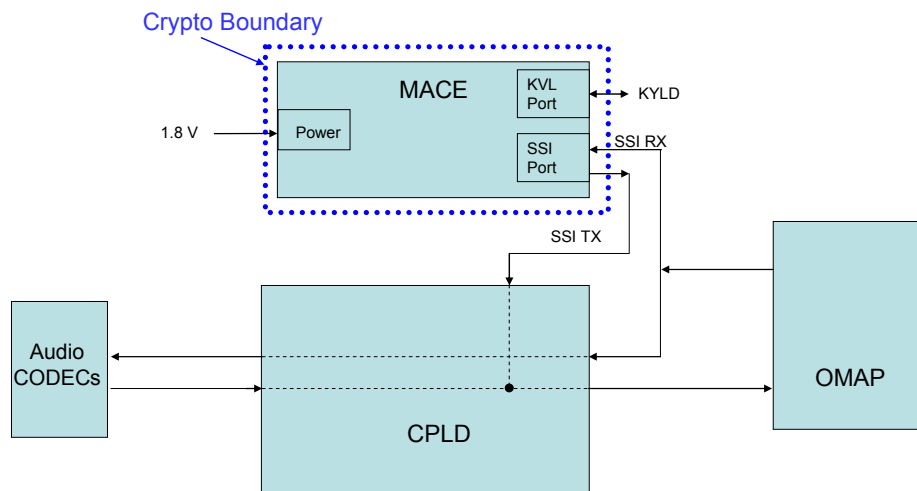 Crypto Boundary
MACE
KVL
Port
KYLD
1.8 V
Power
SSI
Port
SSI RX
SSI TX
Audio
CODECs
OMAP
CPLD